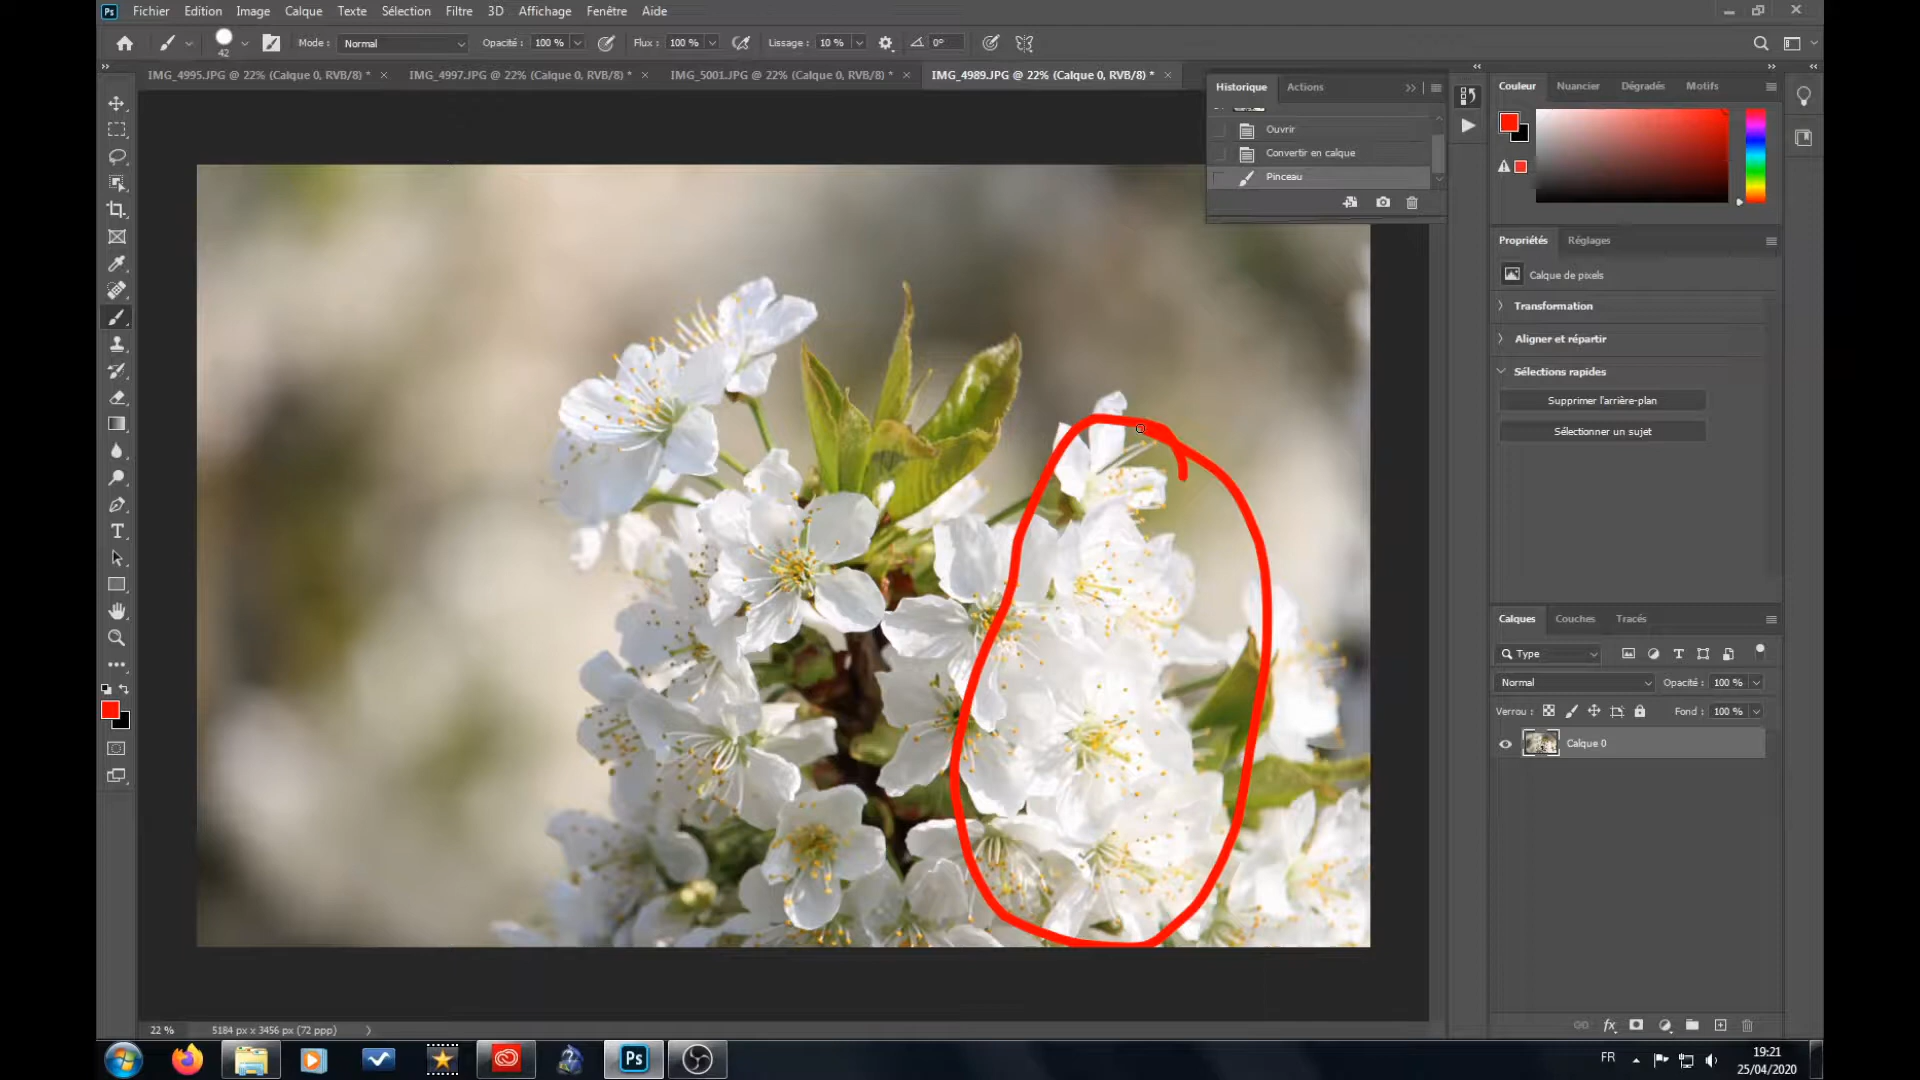 Ps Fichier Edition Image Calque Texte Sélection Filtre 3D Affichage Fenêtre Aide
42 Mode : Normal Opacité : 100 % Flux : 100 % Lissage : 10 % 0°
IMG_4995.JPG @ 22% (Calque 0, RVB/8) * IMG_4997.JPG @ 22% (Calque 0, RVB/8) * IMG_5001.JPG @ 22% (Calque 0, RVB/8) * IMG_4989.JPG @ 22% (Calque 0, RVB/8) *
Historique Actions
Ouvrir
Convertir en calque
Pinceau
Couleur Nuancier Dégradés Motifs
Propriétés Réglages
Calque de pixels
Transformation
Aligner et répartir
Sélections rapides
Supprimer l'arrière-plan
Sélectionner un sujet
Calques Couches Tracés
Type
Normal Opacité : 100 %
Verrou : Fond : 100 %
Calque 0
fx
22 % 5184 px x 3456 px (72 ppp)
Ps FR 19:21
25/04/2020